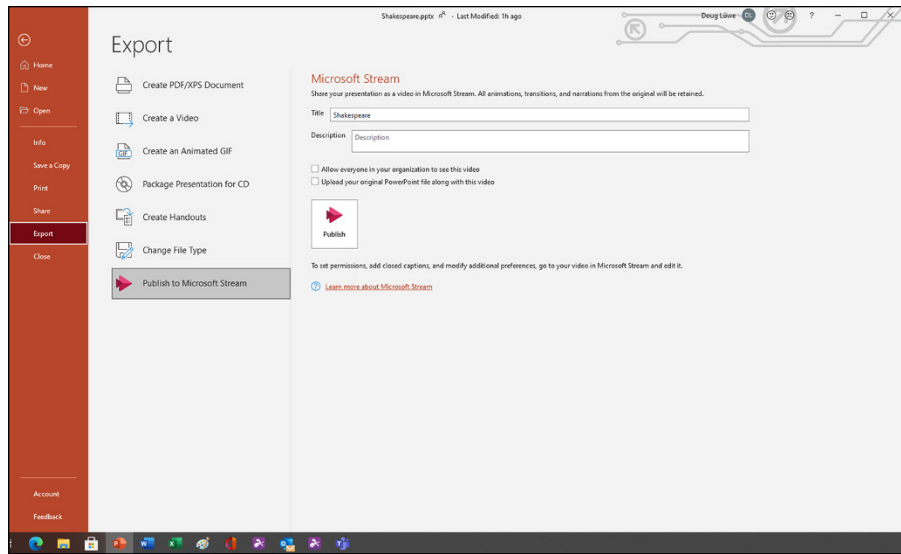 Shakespeare.pptx - Last Modified: 1h ago
Doug Lowe DL ?
Export
Home
New
Open
Info
Save a Copy
Print
Share
Export
Close
Account
Feedback
Create PDF/XPS Document
Create a Video
GIF Create an Animated GIF
Package Presentation for CD
Create Handouts
Change File Type
Publish to Microsoft Stream
Microsoft Stream
Share your presentation as a video in Microsoft Stream. All animations, transitions, and narrations from the original will be retained.
Title Shakespeare
Description Description
Allow everyone in your organization to see this video
Upload your original PowerPoint file along with this video
Publish
To set permissions, add closed captions, and modify additional preferences, go to your video in Microsoft Stream and edit it.
? Learn more about Microsoft Stream